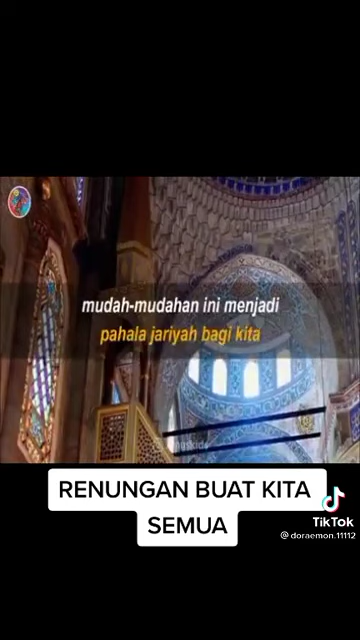 mudah-mudahan ini menjadi
pahala jariyah bagi kita
RENUNGAN BUAT KITA
SEMUA
TikTok
@doraemon.11112